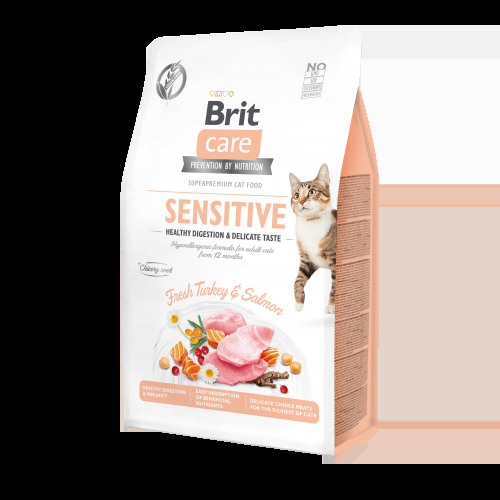 NO
Brit
care
PREVENTION BY NUTRITION
SUPERPREMIUM CAT FOOD
SENSITIVE
HEALTHY DIGESTION & DELICATE TASTE
Hypoallergenic formula for adult cats
from 12 months
+ Chicory root
Fresh Turkey & Salmon
HEALTHY DIGESTION
& IMMUNITY
EASY ABSORPTION
OF BENEFICIAL
NUTRIENTS
DELICATE CHOICE MEATS
FOR THE PICKIEST OF CATS